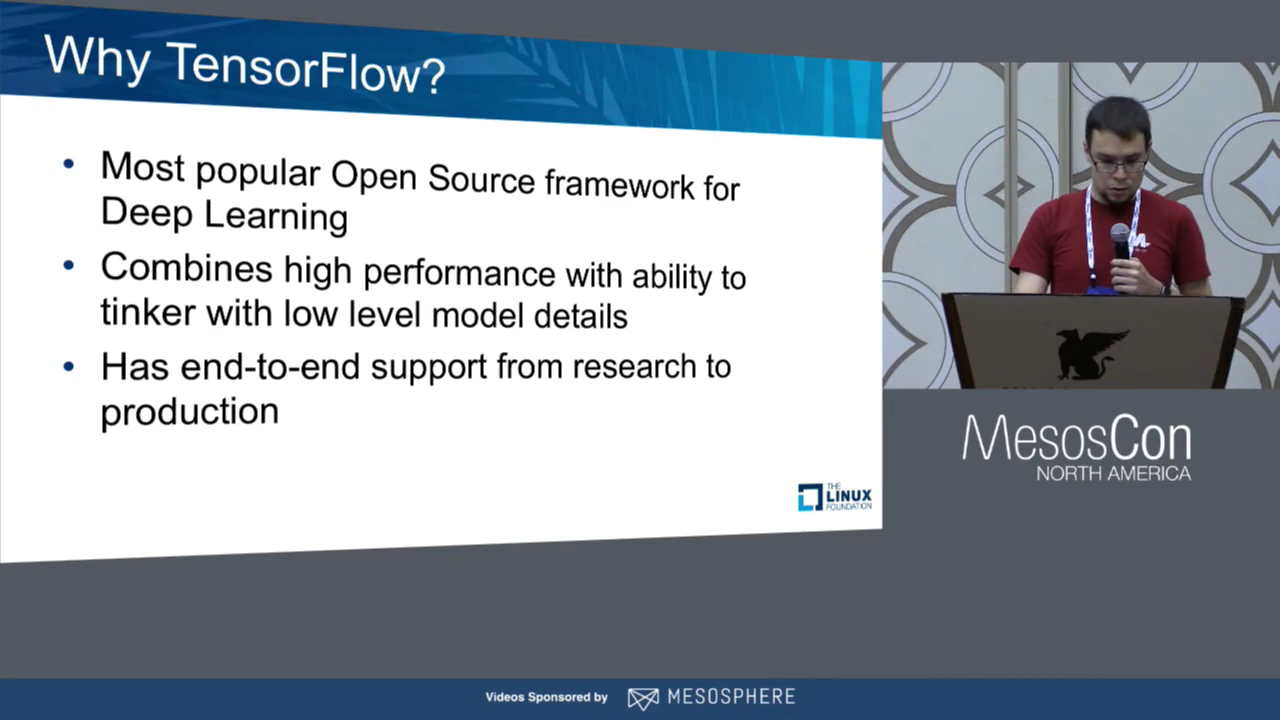 Why TensorFlow?
• Most popular Open Source framework for
Deep Learning
• Combines high performance with ability to
tinker with low level model details
• Has end-to-end support from research to
production
THE
LINUX
FOUNDATION
MesosCon
NORTH AMERICA
Videos Sponsored by MESOSPHERE